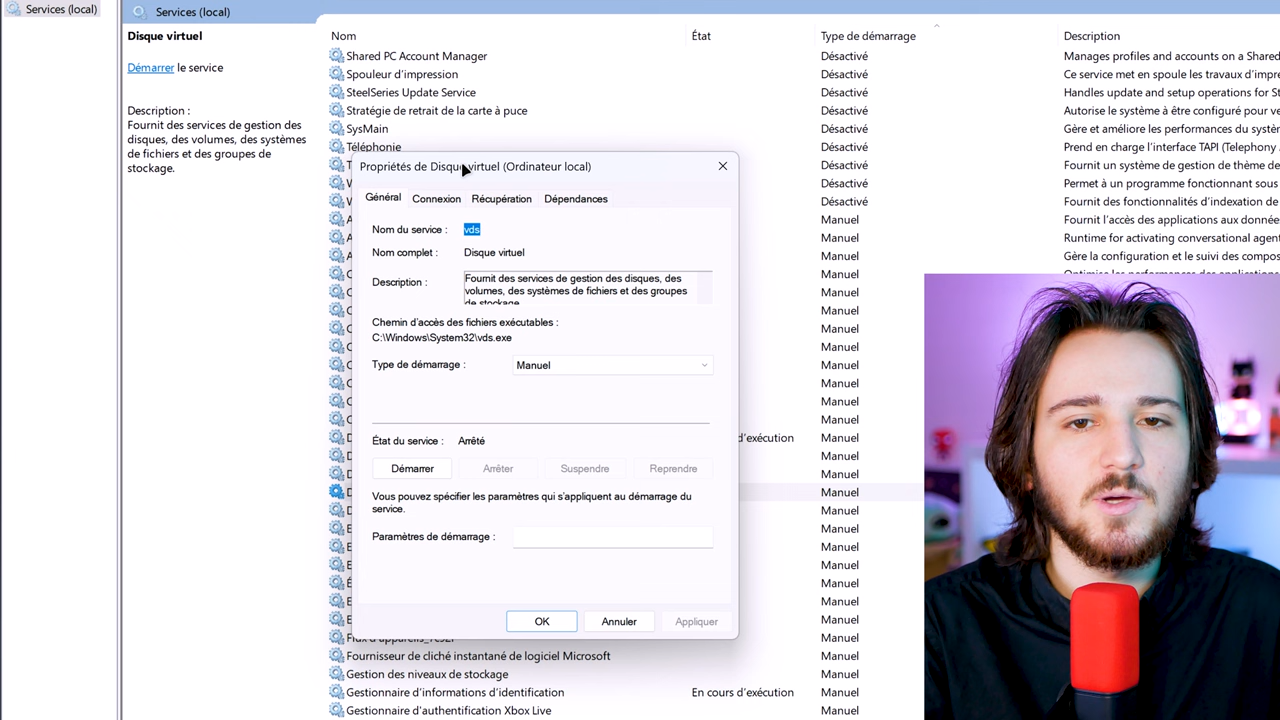 Services (local)
Services (local)
Disque virtuel
Démarrer le service
Description :
Fournit des services de gestion des
disques, des volumes, des systèmes
de fichiers et des groupes de
stockage.
Nom État Type de démarrage Description
Shared PC Account Manager Désactivé Manages profiles and accounts on a Shared
Spouleur d’impression Désactivé Ce service met en spoule les travaux d’impr
SteelSeries Update Service Désactivé Handles update and setup operations for St
Stratégie de retrait de la carte à puce Désactivé Autorise le système à être configuré pour ve
SysMain Désactivé Gère et améliore les performances du systèm
Téléphonie Désactivé Prend en charge l’interface TAPI (Telephony
Désactivé Fournit un système de gestion de thème de
Désactivé Permet à un programme fonctionnant sous
Désactivé Fournit des fonctionnalités d’indexation de
Manuel Fournit l’accès des applications aux données
Manuel Runtime for activating conversational agent
Manuel Gère la configuration et le suivi des compos
Manuel
Manuel
Manuel
Manuel
Manuel
Manuel
Manuel
Manuel
Manuel
d’exécution Manuel
Manuel
Manuel
Manuel
Manuel
Manuel
Manuel
Manuel
Manuel
Manuel
Manuel
Manuel
Fournisseur de cliché instantané de logiciel Microsoft Manuel
Gestion des niveaux de stockage Manuel
Gestionnaire d’informations d’identification En cours d’exécution Manuel
Gestionnaire d’authentification Xbox Live Manuel
Propriétés de Disque virtuel (Ordinateur local)
Général Connexion Récupération Dépendances
Nom du service : vds
Nom complet : Disque virtuel
Description : Fournit des services de gestion des disques, des
volumes, des systèmes de fichiers et des groupes
de stockage
Chemin d’accès des fichiers exécutables :
C:\Windows\System32\vds.exe
Type de démarrage : Manuel
État du service : Arrêté
Démarrer Arrêter Suspendre Reprendre
Vous pouvez spécifier les paramètres qui s’appliquent au démarrage du
service.
Paramètres de démarrage :
OK Annuler Appliquer